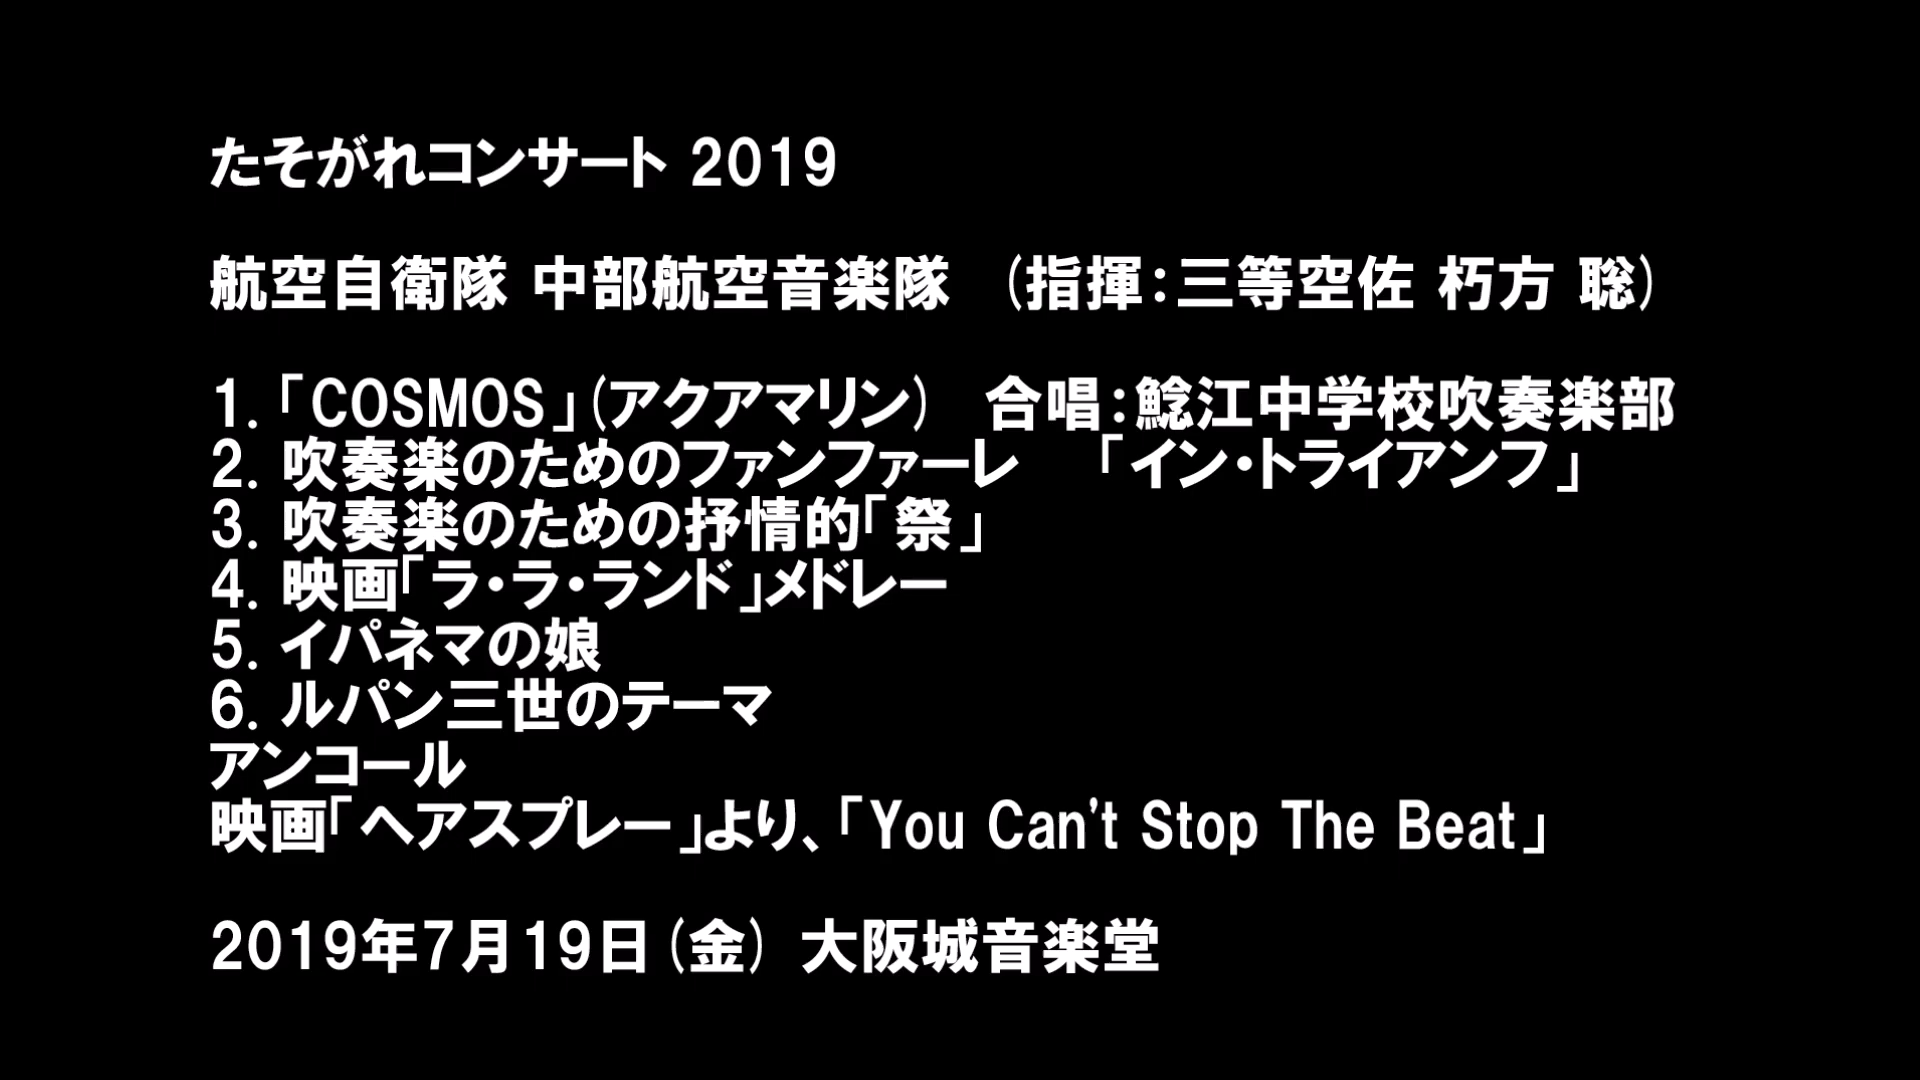 たそがれコンサート 2019
航空自衛隊 中部航空音楽隊 (指揮:三等空佐 朽方 聡)
1. 「COSMOS」(アクアマリン) 合唱:鯰江中学校吹奏楽部
2. 吹奏楽のためのファンファーレ 「イン・トライアンフ」
3. 吹奏楽のための抒情的「祭」
4. 映画「ラ・ラ・ランド」メドレー
5. イパネマの娘
6. ルパン三世のテーマ
アンコール
映画「ヘアスプレー」より、「You Can't Stop The Beat」
2019年7月19日(金) 大阪城音楽堂